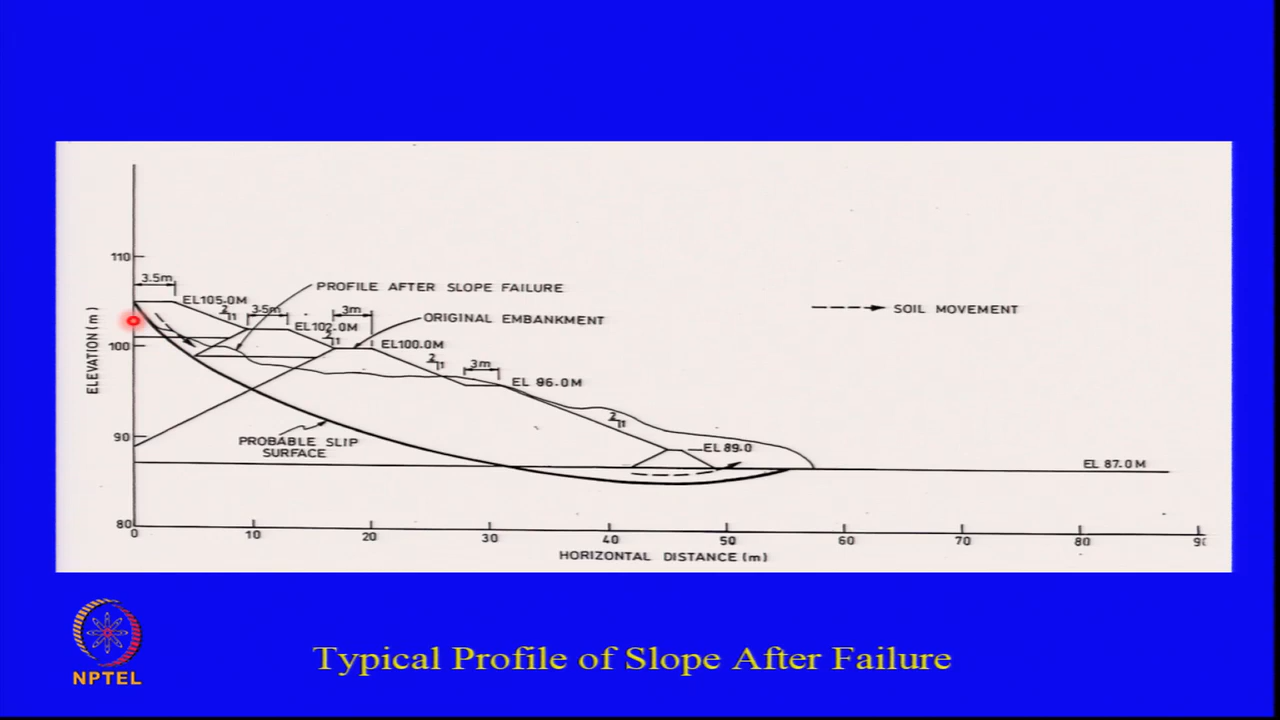 110
3.5m
PROFILE AFTER SLOPE FAILURE
EL105.0M
2
1
3.5m
3m
EL102.0M
ORIGINAL EMBANKMENT
SOIL MOVEMENT
2
1
ELEVATION (m)
100
EL100.0M
2
1
3m
EL 96.0M
2
1
90
PROBABLE SLIP
SURFACE
EL 89.0
EL 87.0M
80
0 10 20 30 40 50 60 70 80
HORIZONTAL DISTANCE (m)
NPTEL
Typical Profile of Slope After Failure